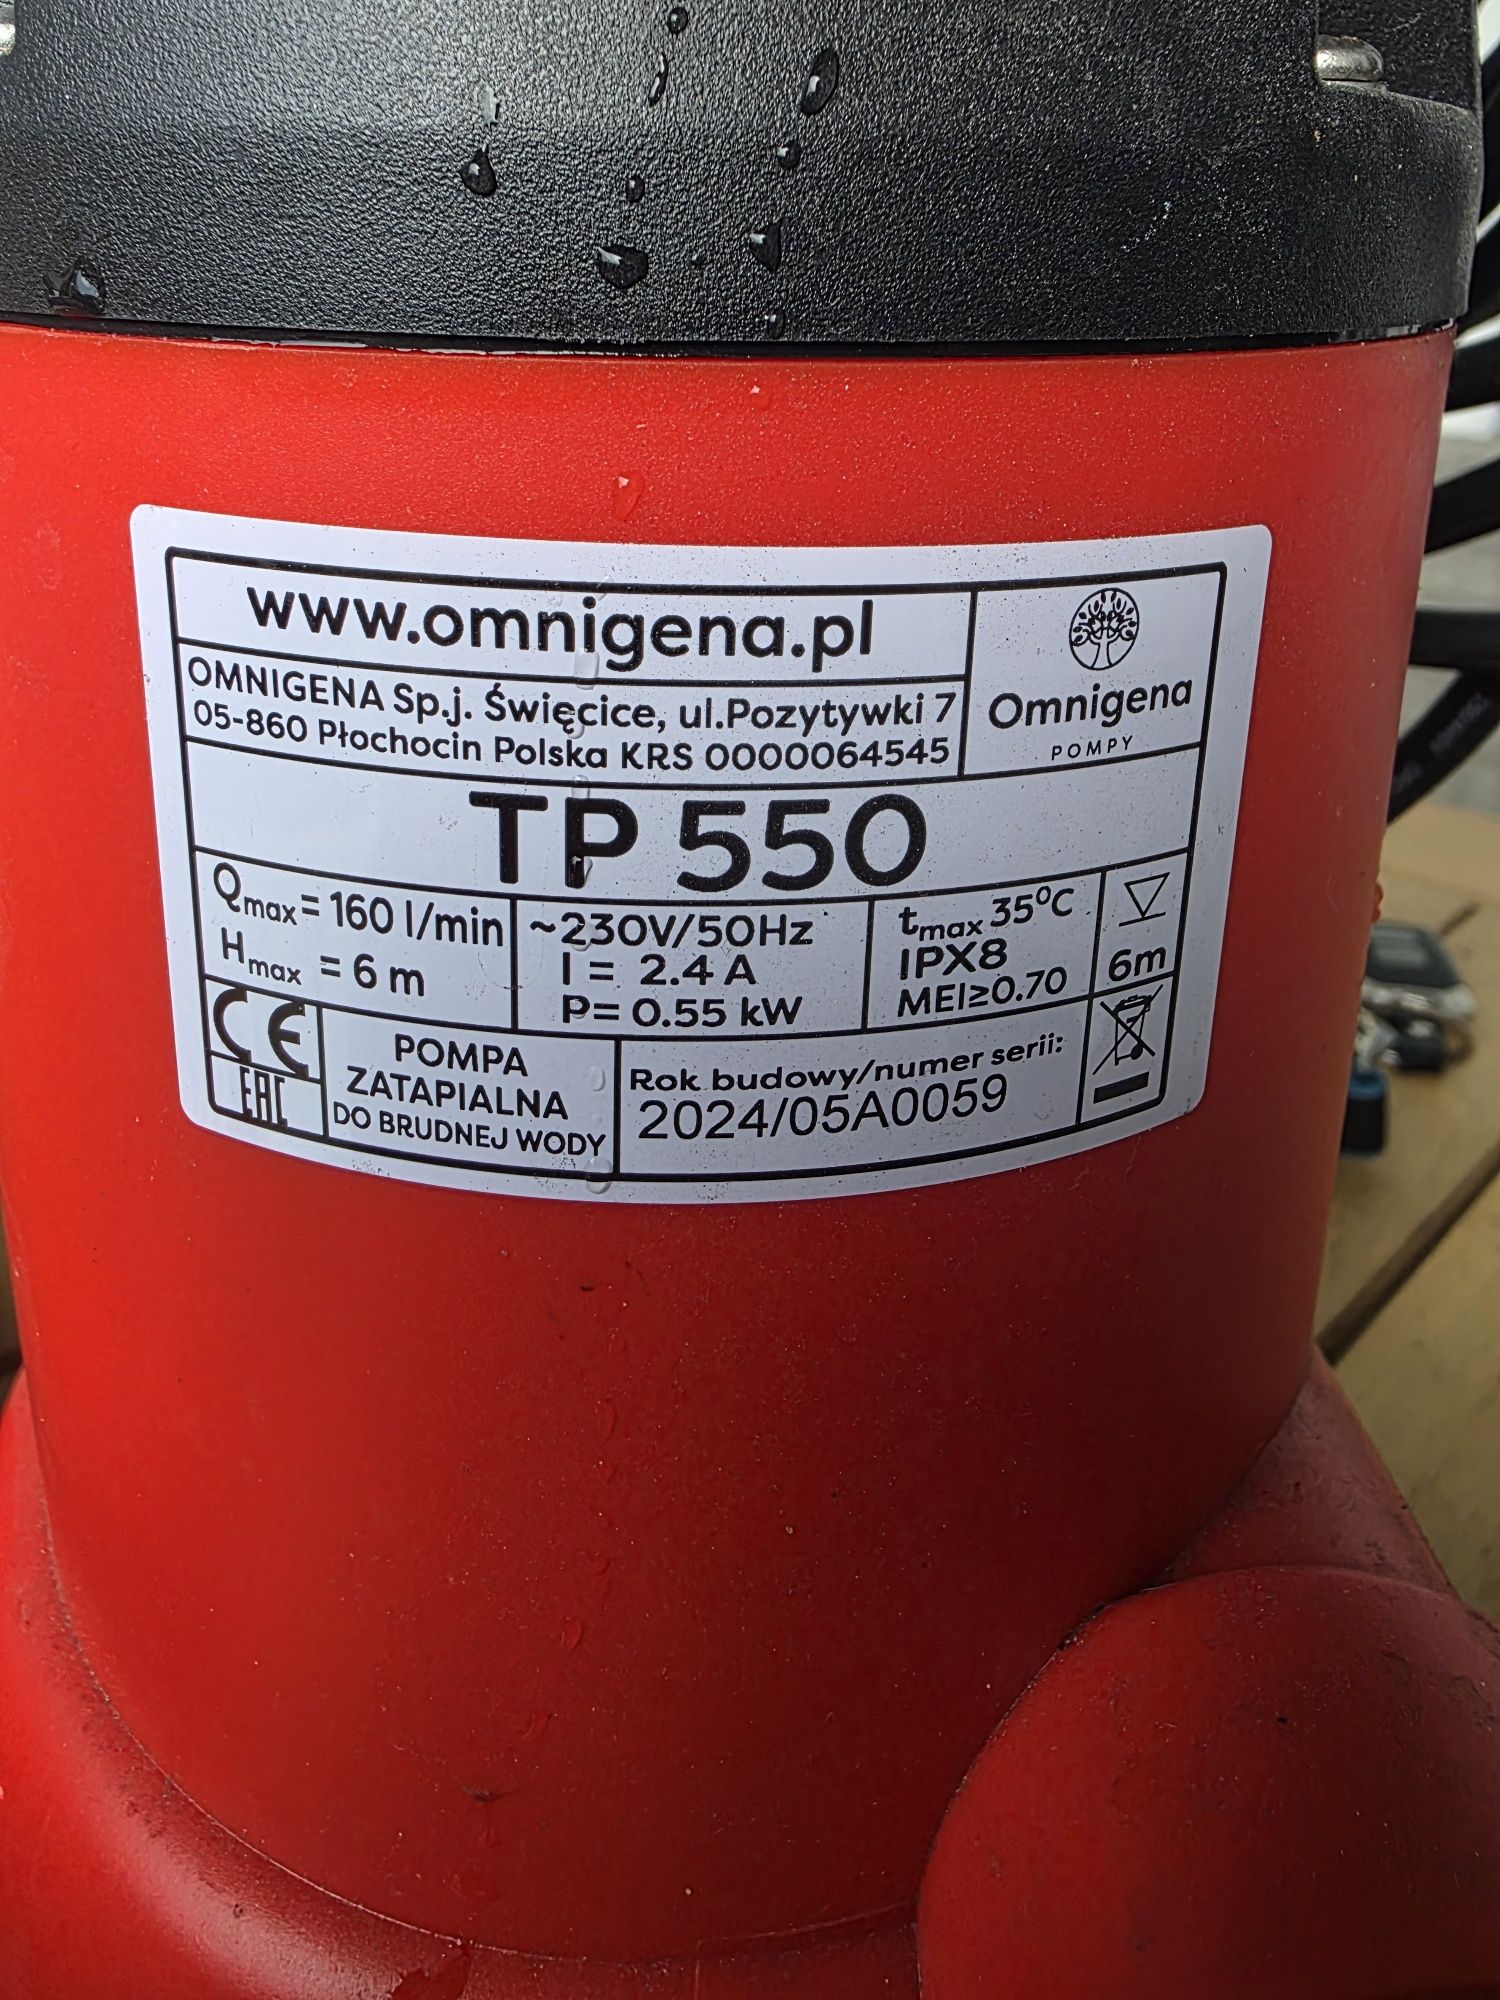 www.omnigena.pl
OMNIGENA Sp.j. Święcice, ul.Pozytywki 7
05-860 Płochocin Polska KRS 0000064545
Omnigena
POMPY
TP 550
Qmax = 160 l/min
Hmax = 6 m
~230V/50Hz
I = 2.4 A
P= 0.55 kW
tmax 35°C
IPX8
MEI≥0.70
6m
CE
EAC
POMPA
ZATAPIALNA
DO BRUDNEJ WODY
Rok budowy/numer serii:
2024/05A0059